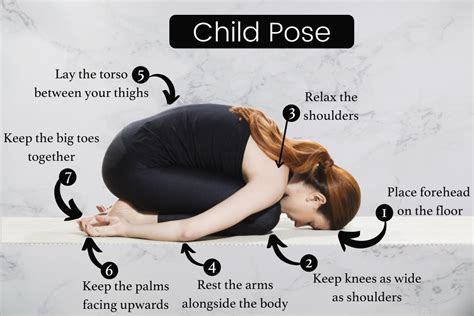 Child Pose
1
Place forehead
on the floor
2
Keep knees as wide
as shoulders
3
Relax the
shoulders
4
Rest the arms
alongside the body
5
Lay the torso
between your thighs
6
Keep the palms
facing upwards
7
Keep the big toes
together